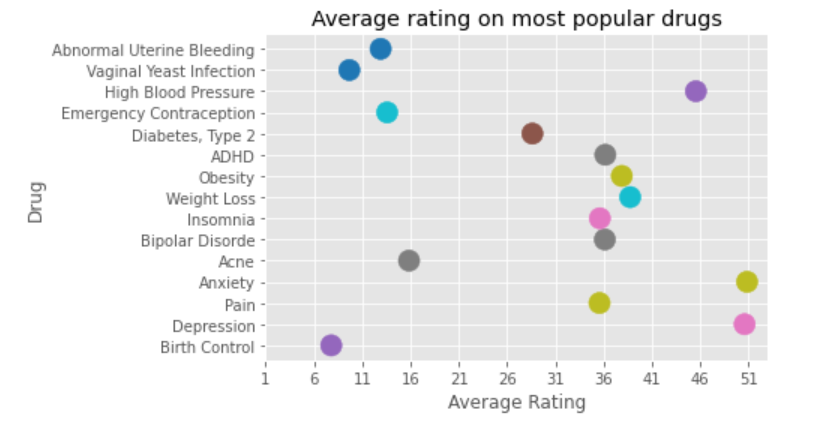 Average rating on most popular drugs
Drug
Abnormal Uterine Bleeding
Vaginal Yeast Infection
High Blood Pressure
Emergency Contraception
Diabetes, Type 2
ADHD
Obesity
Weight Loss
Insomnia
Bipolar Disorde
Acne
Anxiety
Pain
Depression
Birth Control
1 6 11 16 21 26 31 36 41 46 51
Average Rating